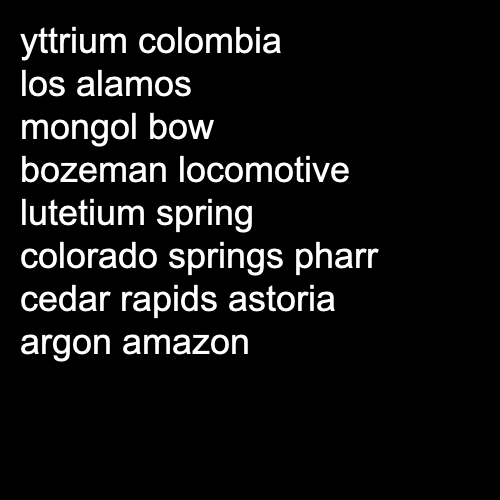 yttrium colombia
los alamos
mongol bow
bozeman locomotive
lutetium spring
colorado springs pharr
cedar rapids astoria
argon amazon